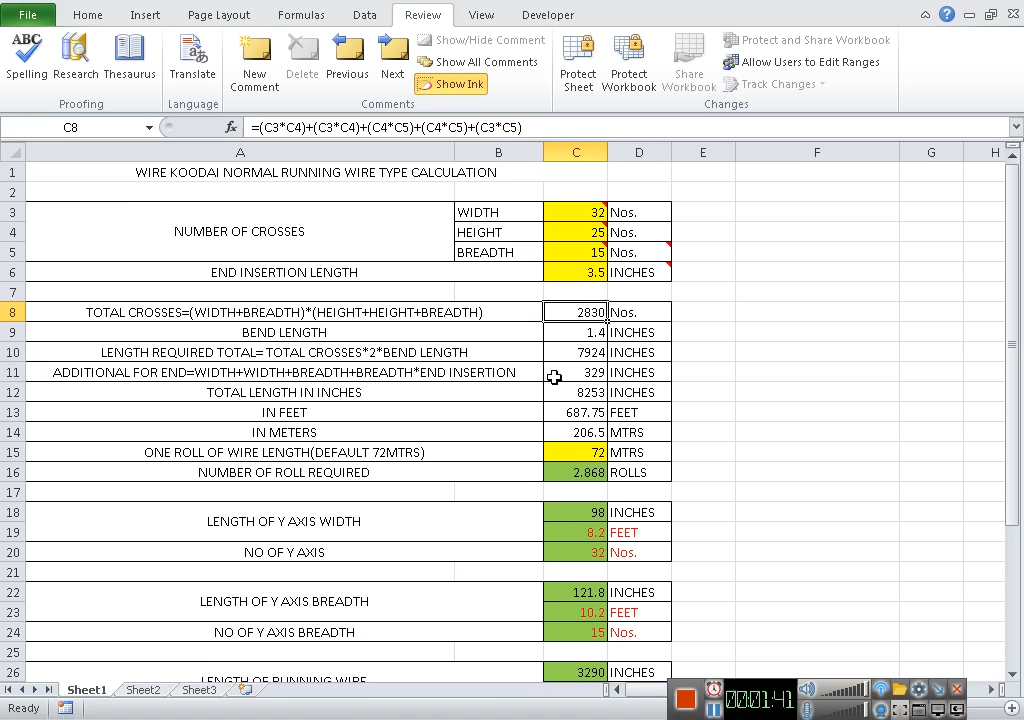 File Home Insert Page Layout Formulas Data Review View Developer
ABC
Spelling Research Thesaurus
Proofing
Translate
Language
New Comment Delete Previous Next
Show/Hide Comment
Show All Comments
Show Ink
Comments
Protect Sheet Protect Workbook Share Workbook
Protect and Share Workbook
Allow Users to Edit Ranges
Track Changes
Changes
C8 fx =(C3*C4)+(C3*C4)+(C4*C5)+(C4*C5)+(C3*C5)
A B C D E F G H
1 WIRE KOODAI NORMAL RUNNING WIRE TYPE CALCULATION
2
3 WIDTH 32 Nos.
4 NUMBER OF CROSSES HEIGHT 25 Nos.
5 BREADTH 15 Nos.
6 END INSERTION LENGTH 3.5 INCHES
7
8 TOTAL CROSSES=(WIDTH+BREADTH)*(HEIGHT+HEIGHT+BREADTH) 2830 Nos.
9 BEND LENGTH 1.4 INCHES
10 LENGTH REQUIRED TOTAL= TOTAL CROSSES*2*BEND LENGTH 7924 INCHES
11 ADDITIONAL FOR END=WIDTH+WIDTH+BREADTH+BREADTH*END INSERTION 329 INCHES
12 TOTAL LENGTH IN INCHES 8253 INCHES
13 IN FEET 687.75 FEET
14 IN METERS 206.5 MTRS
15 ONE ROLL OF WIRE LENGTH(DEFAULT 72MTRS) 72 MTRS
16 NUMBER OF ROLL REQUIRED 2.868 ROLLS
17
18 LENGTH OF Y AXIS WIDTH 98 INCHES
19 8.2 FEET
20 NO OF Y AXIS 32 Nos.
21
22 LENGTH OF Y AXIS BREADTH 121.8 INCHES
23 10.2 FEET
24 NO OF Y AXIS BREADTH 15 Nos.
25
26 LENGTH OF RUNNING WIRE 3290 INCHES
Sheet1 Sheet2 Sheet3
Ready
00:01:41